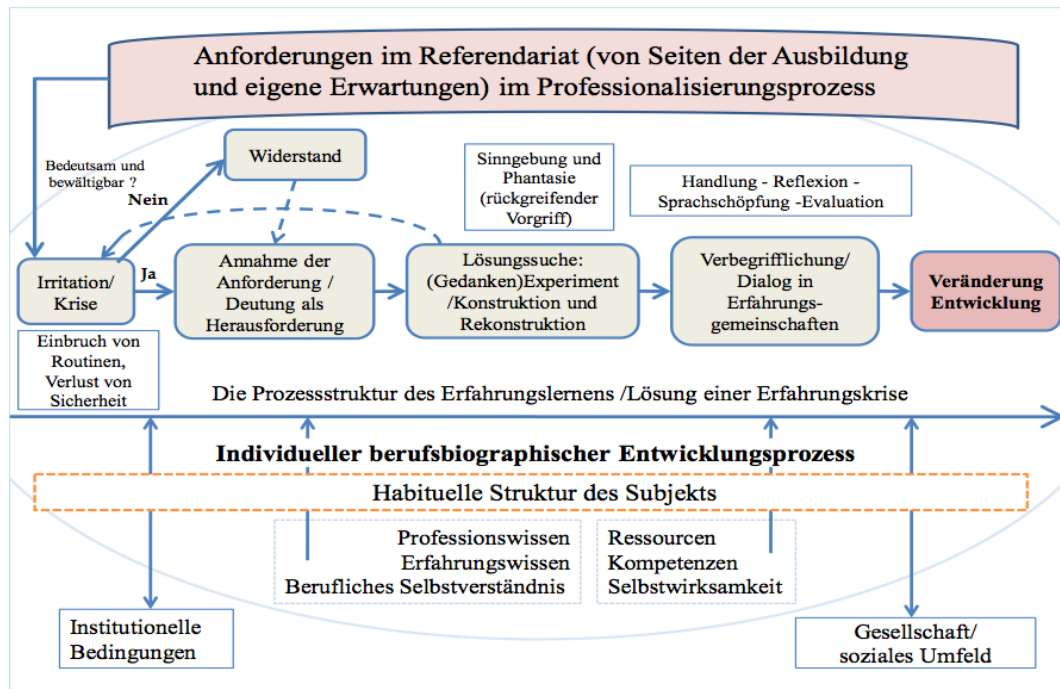 Anforderungen im Referendariat (von Seiten der Ausbildung
und eigene Erwartungen) im Professionalisierungsprozess
Bedeutsam und
bewältigbar ?
Nein
Widerstand
Sinngebung und
Phantasie
(rückgreifender
Vorgriff)
Handlung - Reflexion -
Sprachschöpfung -Evaluation
Irritation/
Krise
Ja
Annahme der
Anforderung /
Deutung als
Herausforderung
Lösungssuche:
(Gedanken)Experiment
/Konstruktion und
Rekonstruktion
Verbegrifflichung/
Dialog in
Erfahrungs-
gemeinschaften
Veränderung
Entwicklung
Einbruch von
Routinen,
Verlust von
Sicherheit
Die Prozessstruktur des Erfahrungslernens /Lösung einer Erfahrungskrise
Individueller berufsbiographischer Entwicklungsprozess
Habituelle Struktur des Subjekts
Professionswissen
Erfahrungswissen
Berufliches Selbstverständnis
Ressourcen
Kompetenzen
Selbstwirksamkeit
Institutionelle
Bedingungen
Gesellschaft/
soziales Umfeld